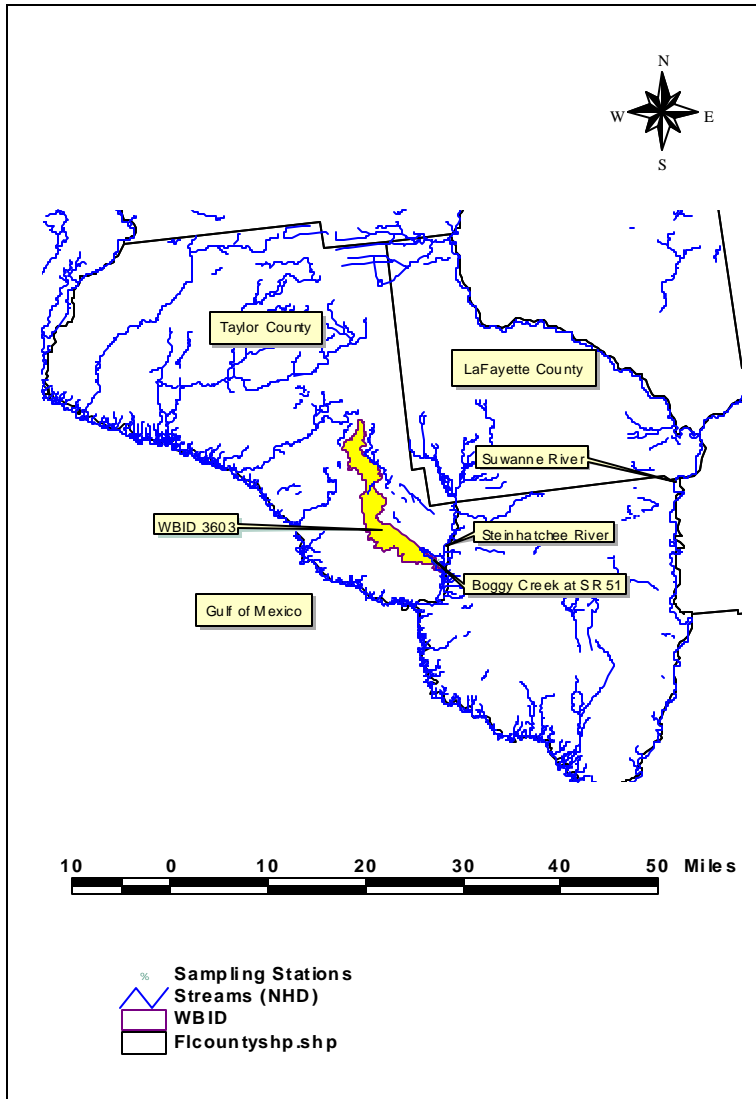 N
W E
S
Taylor County
LaFayette County
Suwanne River
WBID 3603
Steinhatchee River
Boggy Creek at SR 51
Gulf of Mexico
10 0 10 20 30 40 50 Miles
% Sampling Stations
Streams (NHD)
WBID
Flcountyshp.shp